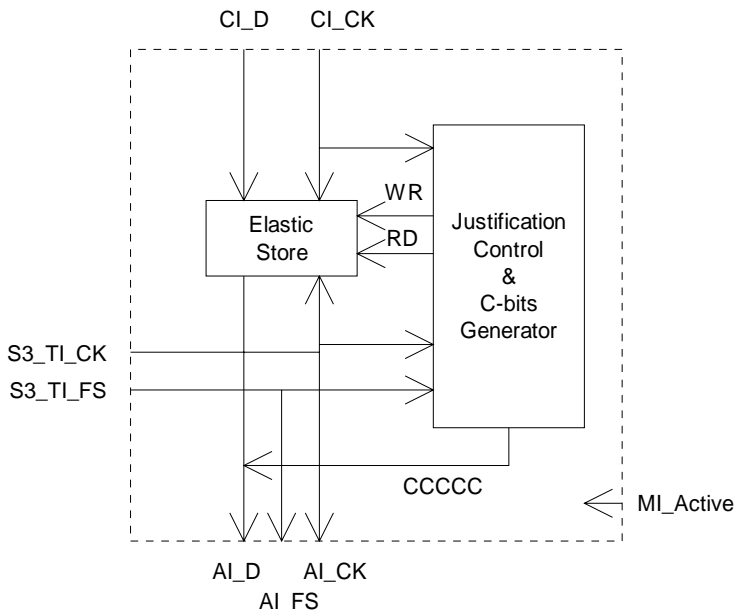 CI_D
CI_CK
WR
RD
Elastic
Store
Justification
Control
&
C-bits
Generator
S3_TI_CK
S3_TI_FS
CCCCC
MI_Active
AI_D
AI_CK
AI_FS